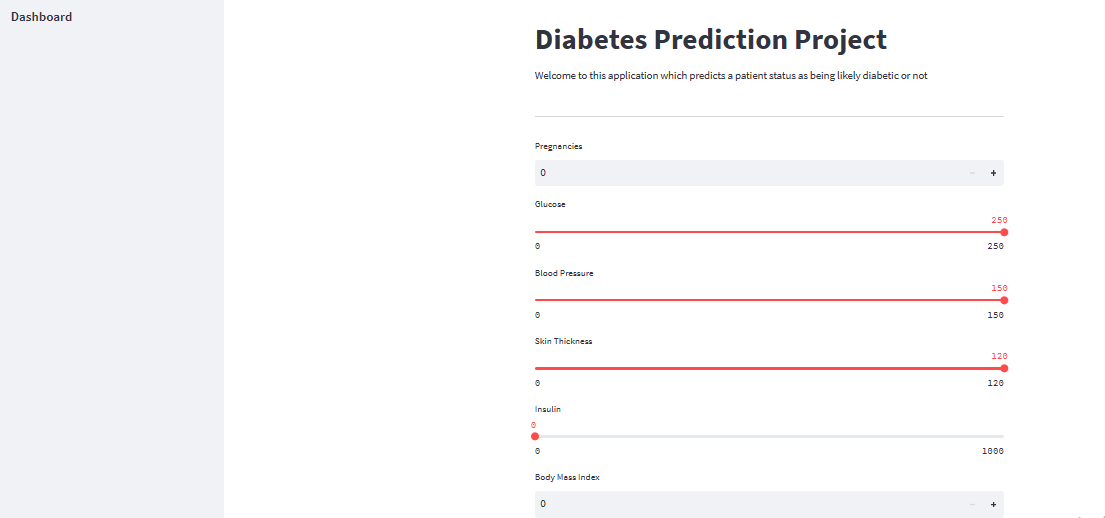 Dashboard
Diabetes Prediction Project
Welcome to this application which predicts a patient status as being likely diabetic or not
Pregnancies
0 − +
Glucose
250
0 250
Blood Pressure
150
0 150
Skin Thickness
120
0 120
Insulin
0
0 1000
Body Mass Index
0 − +